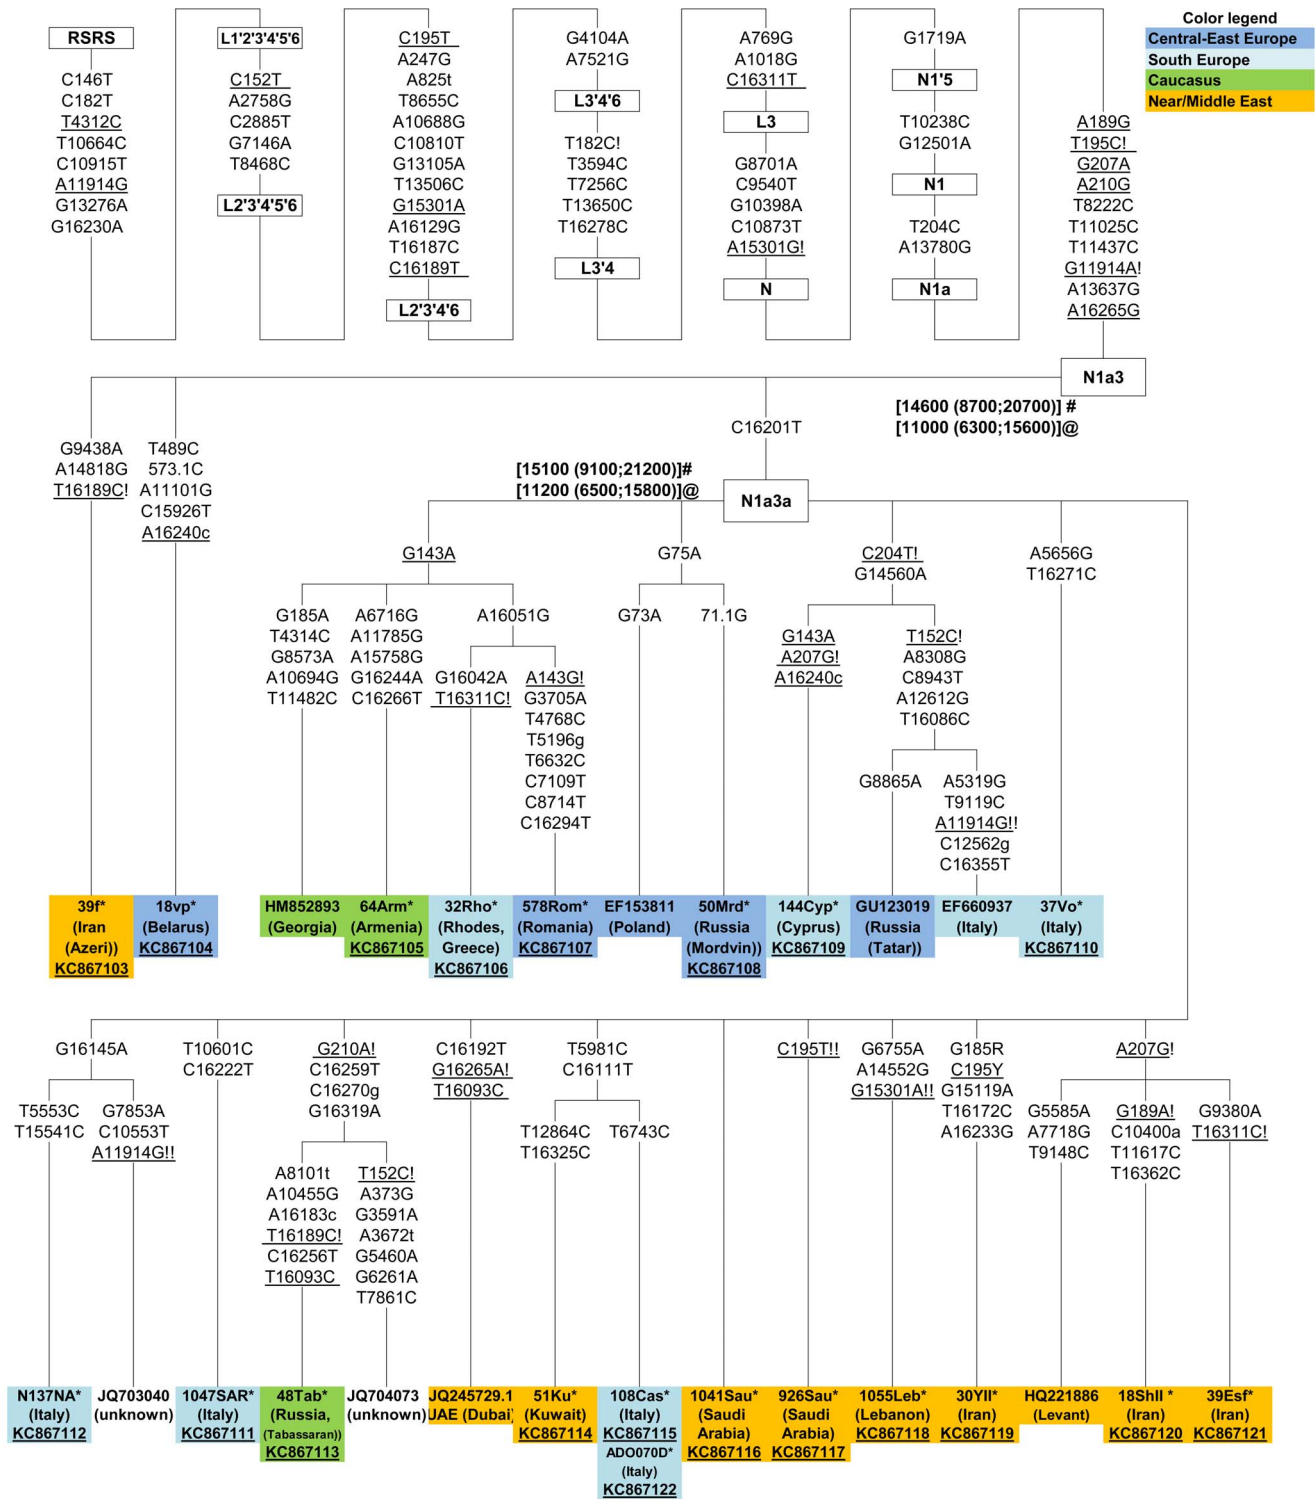 RSRS
C146T
C182T
T4312C
T10664C
C10915T
A11914G
G13276A
G16230A
L1'2'3'4'5'6
C152T
A2758G
C2885T
G7146A
T8468C
L2'3'4'5'6
C195T
A247G
A825t
T8655C
A10688G
C10810T
G13105A
T13506C
G15301A
A16129G
T16187C
C16189T
L2'3'4'6
G4104A
A7521G
L3'4'6
T182C!
T3594C
T7256C
T13650C
T16278C
L3'4
A769G
A1018G
C16311T
L3
G8701A
C9540T
G10398A
C10873T
A15301G!
N
G1719A
N1'5
T10238C
G12501A
N1
T204C
A13780G
N1a
A189G
T195C!
G207A
A210G
T8222C
T11025C
T11437C
G11914A!
A13637G
A16265G
N1a3
Color legend
Central-East Europe
South Europe
Caucasus
Near/Middle East
[14600 (8700;20700)] #
[11000 (6300;15600)]@
G9438A
A14818G
T16189C!
T489C
573.1C
A11101G
C15926T
A16240c
C16201T
[15100 (9100;21200)]#
[11200 (6500;15800)]@
N1a3a
G143A
G185A
T4314C
G8573A
A10694G
T11482C
A6716G
A11785G
A15758G
G16244A
C16266T
A16051G
G16042A
T16311C!
A143G!
G3705A
T4768C
T5196g
T6632C
C7109T
C8714T
C16294T
G75A
G73A
71.1G
C204T!
G14560A
G143A
A207G!
A16240c
T152C!
A8308G
C8943T
A12612G
T16086C
G8865A
A5319G
T9119C
A11914G!!
C12562g
C16355T
A5656G
T16271C
39f*
(Iran
(Azeri))
KC867103
18vp*
(Belarus)
KC867104
HM852893
(Georgia)
64Arm*
(Armenia)
KC867105
32Rho*
(Rhodes,
Greece)
KC867106
578Rom*
(Romania)
KC867107
EF153811
(Poland)
50Mrd*
(Russia
(Mordvin))
KC867108
144Cyp*
(Cyprus)
KC867109
GU123019
(Russia
(Tatar))
EF660937
(Italy)
37Vo*
(Italy)
KC867110
G16145A
T5553C
T15541C
G7853A
C10553T
A11914G!!
T10601C
C16222T
G210A!
C16259T
C16270g
G16319A
A8101t
A10455G
A16183c
T16189C!
C16256T
T16093C
T152C!
A373G
G3591A
A3672t
G5460A
G6261A
T7861C
C16192T
G16265A!
T16093C
T5981C
C16111T
T12864C
T16325C
T6743C
C195T!!
G6755A
A14552G
G15301A!!
G185R
C195Y
G15119A
T16172C
A16233G
A207G!
G5585A
A7718G
T9148C
G189A!
C10400a
T11617C
T16362C
G9380A
T16311C!
N137NA*
(Italy)
KC867112
JQ703040
(unknown)
1047SAR*
(Italy)
KC867111
48Tab*
(Russia,
(Tabassaran))
KC867113
JQ704073
(unknown)
JQ245729.1
UAE (Dubai)
51Ku*
(Kuwait)
KC867114
108Cas*
(Italy)
KC867115
ADO070D*
(Italy)
KC867122
1041Sau*
(Saudi
Arabia)
KC867116
926Sau*
(Saudi
Arabia)
KC867117
1055Leb*
(Lebanon)
KC867118
30YII*
(Iran)
KC867119
HQ221886
(Levant)
18ShII *
(Iran)
KC867120
39Esf*
(Iran)
KC867121